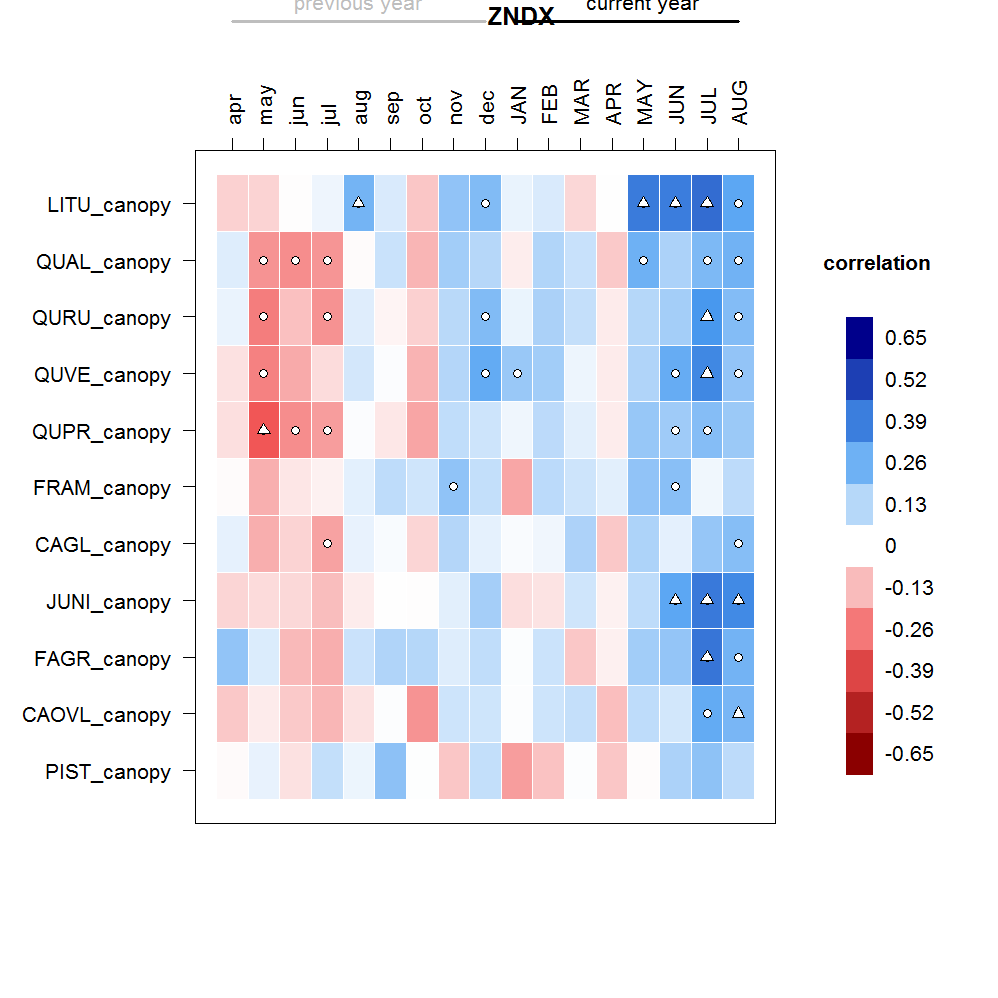 previous year current year
ZNDX
apr may jun jul aug sep oct nov dec JAN FEB MAR APR MAY JUN JUL AUG
LITU_canopy
QUAL_canopy
QURU_canopy
QUVE_canopy
QUPR_canopy
FRAM_canopy
CAGL_canopy
JUNI_canopy
FAGR_canopy
CAOVL_canopy
PIST_canopy
correlation
0.65
0.52
0.39
0.26
0.13
0
-0.13
-0.26
-0.39
-0.52
-0.65